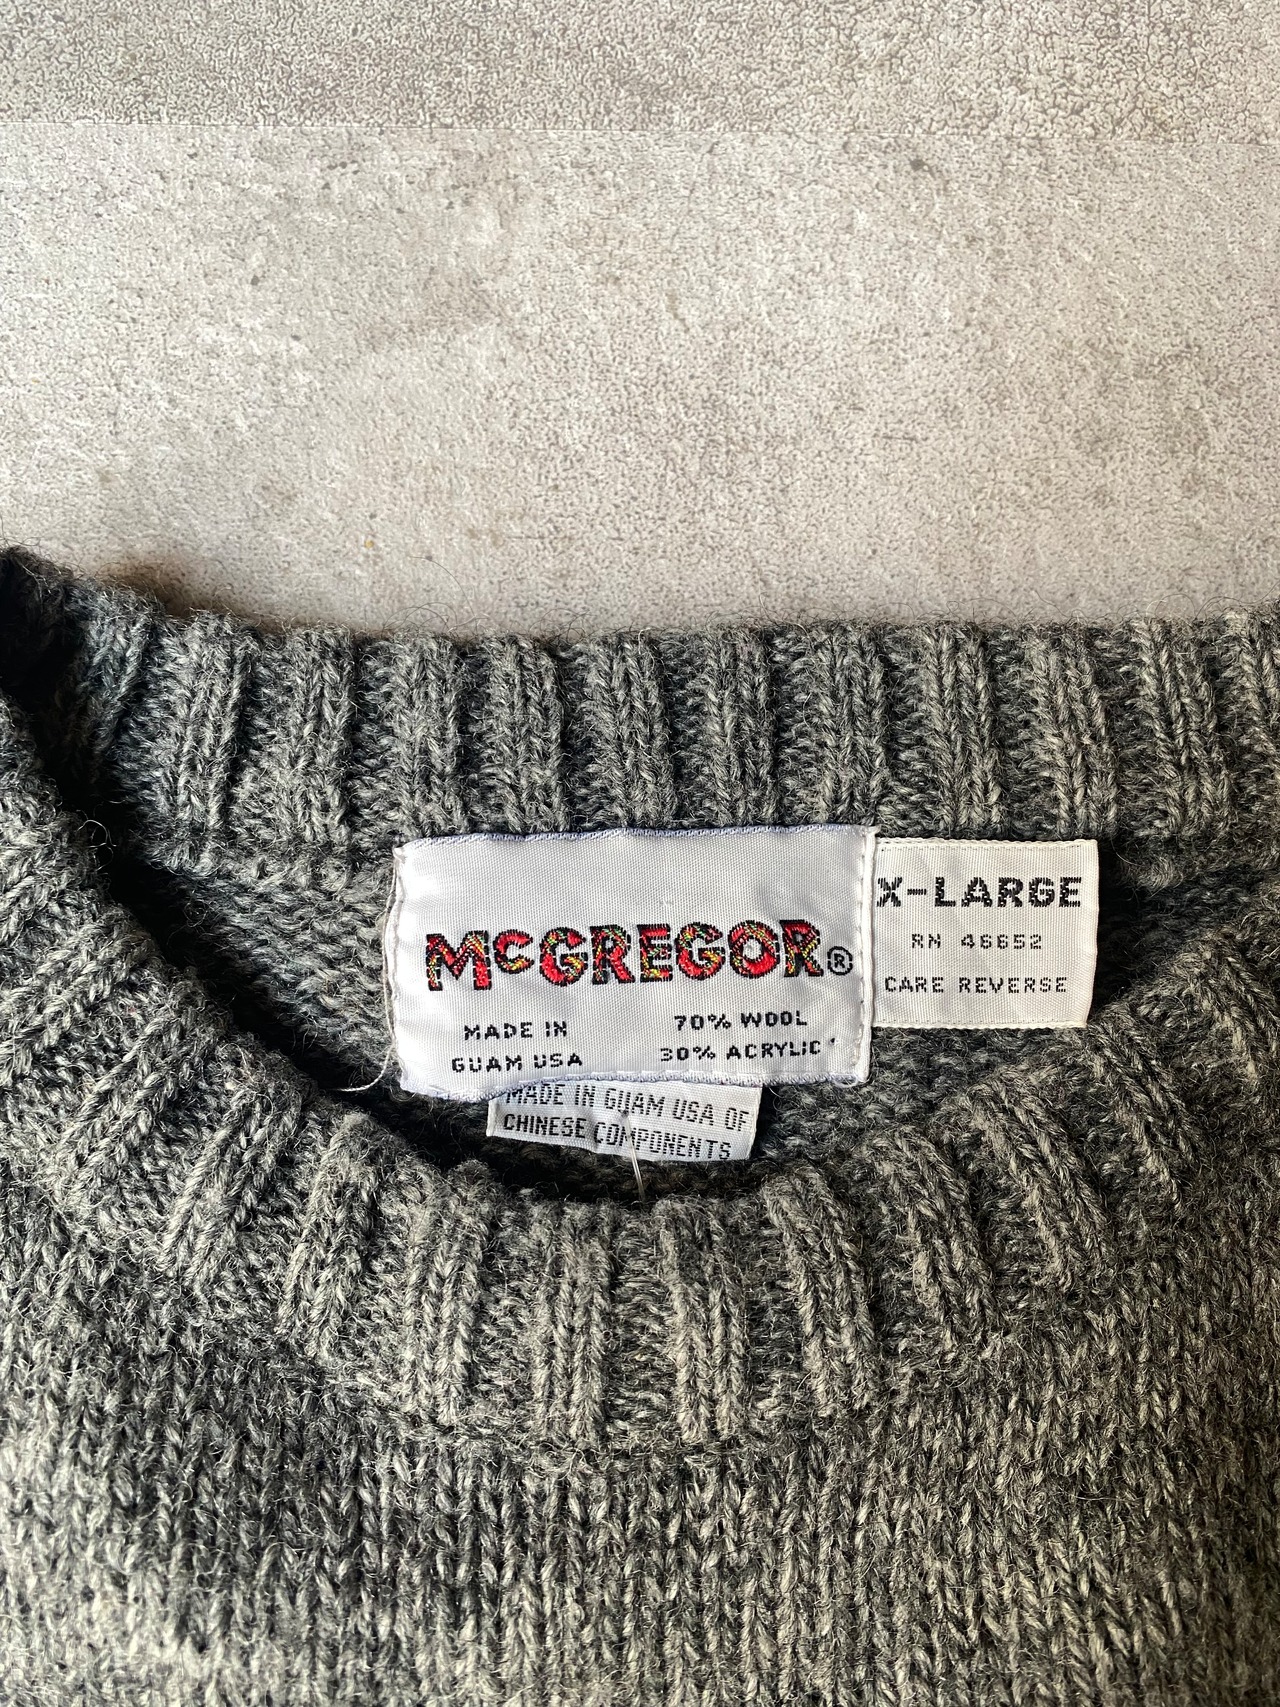 McGREGOR®
MADE IN
GUAM USA
70% WOOL
30% ACRYLIC
X-LARGE
RN 46652
CARE REVERSE
MADE IN GUAM USA OF
CHINESE COMPONENTS